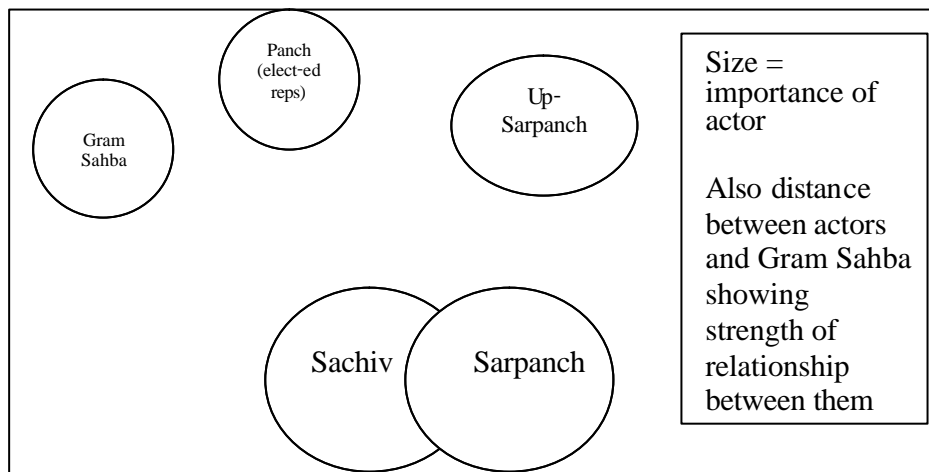 Panch
(elect-ed
reps)
Up-
Sarpanch
Gram
Sahba
Sachiv
Sarpanch
Size =
importance of
actor
Also distance
between actors
and Gram Sahba
showing
strength of
relationship
between them